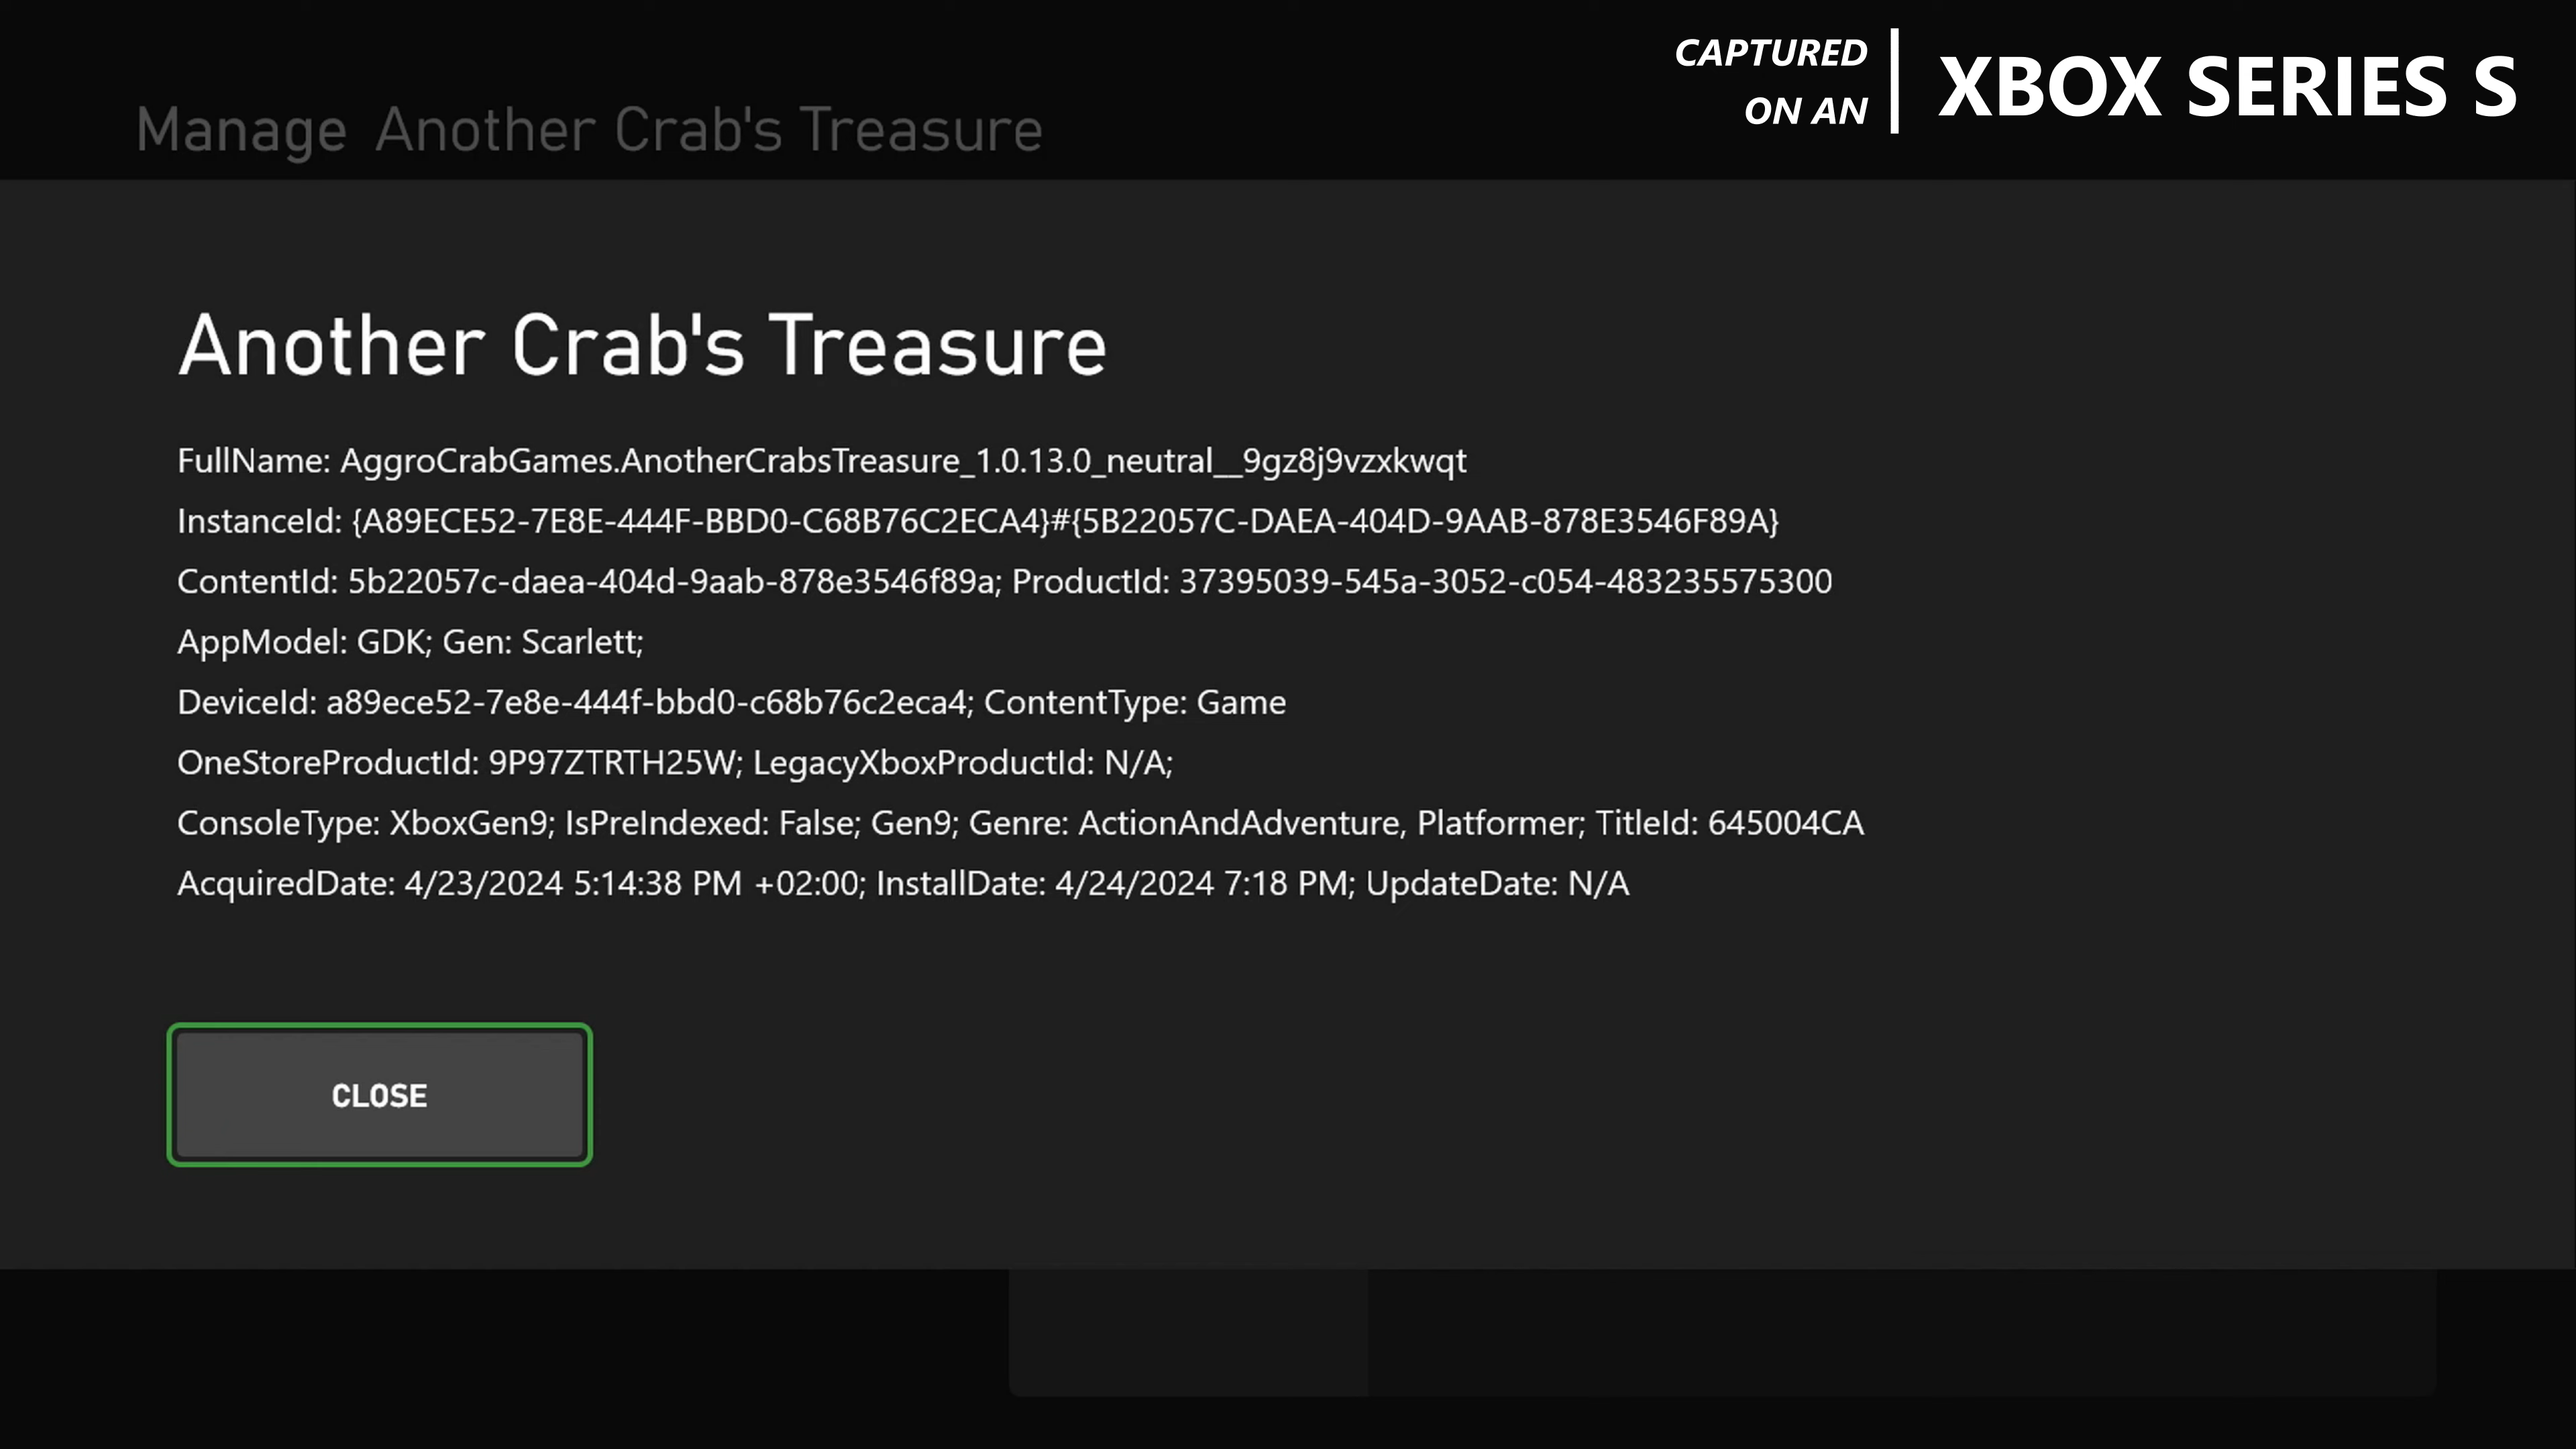 CAPTURED
ON AN
XBOX SERIES S
Manage Another Crab's Treasure
Another Crab's Treasure
FullName: AggroCrabGames.AnotherCrabsTreasure_1.0.13.0_neutral__9gz8j9vzxkwqt
InstanceId: {A89ECE52-7E8E-444F-BBD0-C68B76C2ECA4}#{5B22057C-DAEA-404D-9AAB-878E3546F89A}
ContentId: 5b22057c-daea-404d-9aab-878e3546f89a; ProductId: 37395039-545a-3052-c054-483235575300
AppModel: GDK; Gen: Scarlett;
DeviceId: a89ece52-7e8e-444f-bbd0-c68b76c2eca4; ContentType: Game
OneStoreProductId: 9P97ZTRTH25W; LegacyXboxProductId: N/A;
ConsoleType: XboxGen9; IsPreIndexed: False; Gen9; Genre: ActionAndAdventure, Platformer; TitleId: 645004CA
AcquiredDate: 4/23/2024 5:14:38 PM +02:00; InstallDate: 4/24/2024 7:18 PM; UpdateDate: N/A
CLOSE